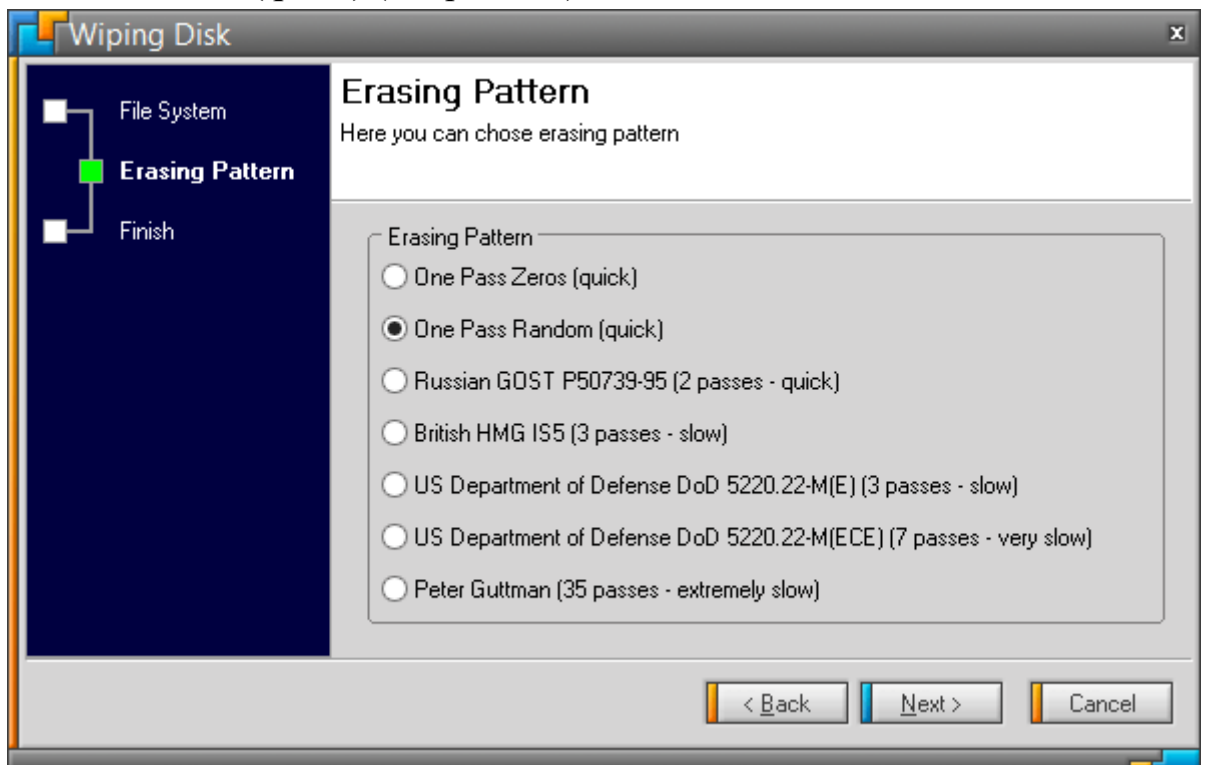 Wiping Disk
x
File System
Erasing Pattern
Finish
Erasing Pattern
Here you can chose erasing pattern
Erasing Pattern
One Pass Zeros (quick)
One Pass Random (quick)
Russian GOST P50739-95 (2 passes - quick)
British HMG IS5 (3 passes - slow)
US Department of Defense DoD 5220.22-M(E) (3 passes - slow)
US Department of Defense DoD 5220.22-M(ECE) (7 passes - very slow)
Peter Guttman (35 passes - extremely slow)
< Back
Next >
Cancel